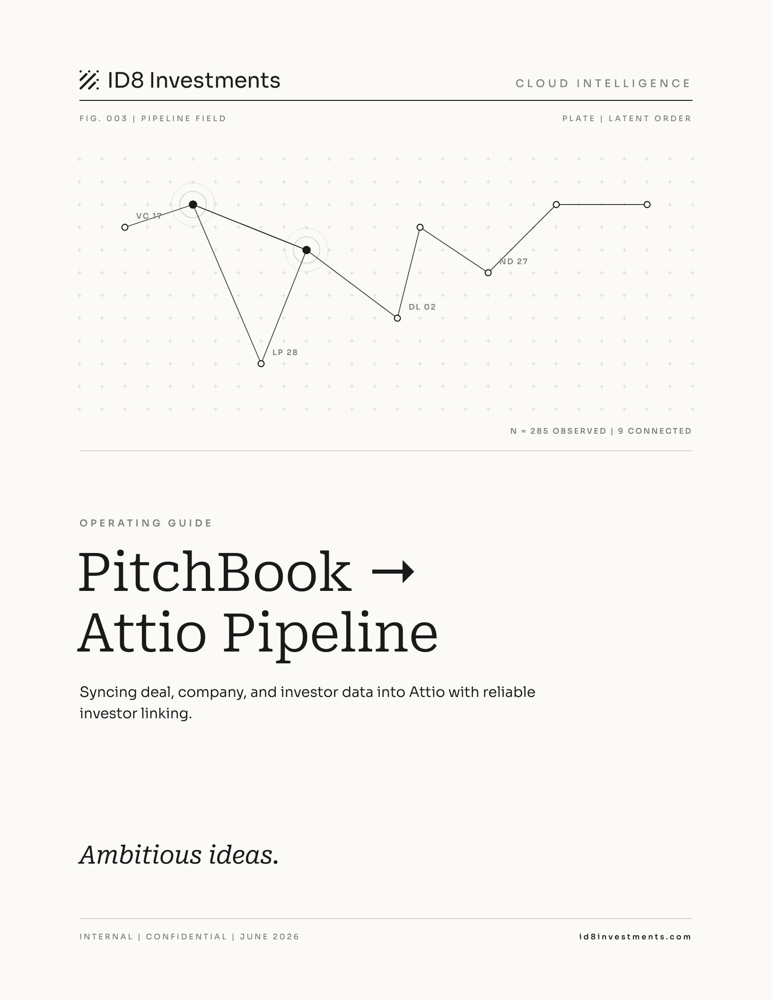 ID8 Investments
CLOUD INTELLIGENCE
FIG. 003 | PIPELINE FIELD
PLATE | LATENT ORDER
VC 17
ND 27
DL 02
LP 28
N = 285 OBSERVED | 9 CONNECTED
OPERATING GUIDE
PitchBook →
Attio Pipeline
Syncing deal, company, and investor data into Attio with reliable
investor linking.
Ambitious ideas.
INTERNAL | CONFIDENTIAL | JUNE 2026
id8investments.com